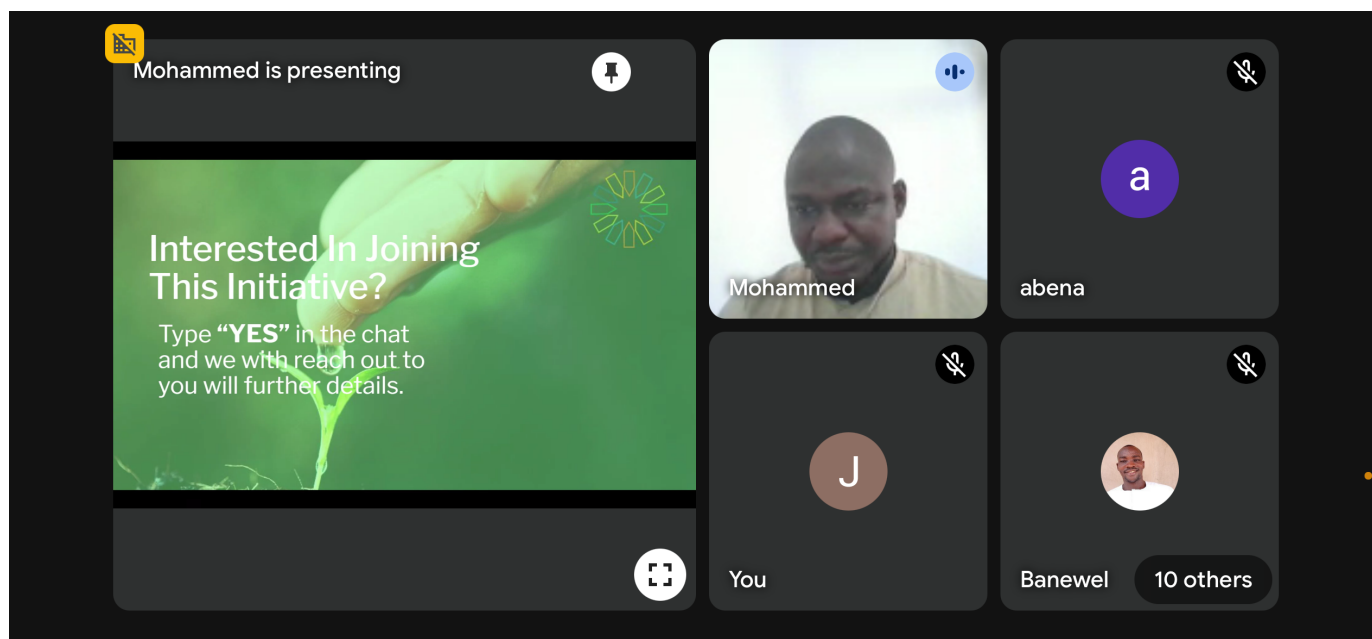 Mohammed is presenting
Interested In Joining
This Initiative?
Type “YES” in the chat
and we with reach out to
you will further details.
Mohammed
a
abena
J
You
Banewel
10 others